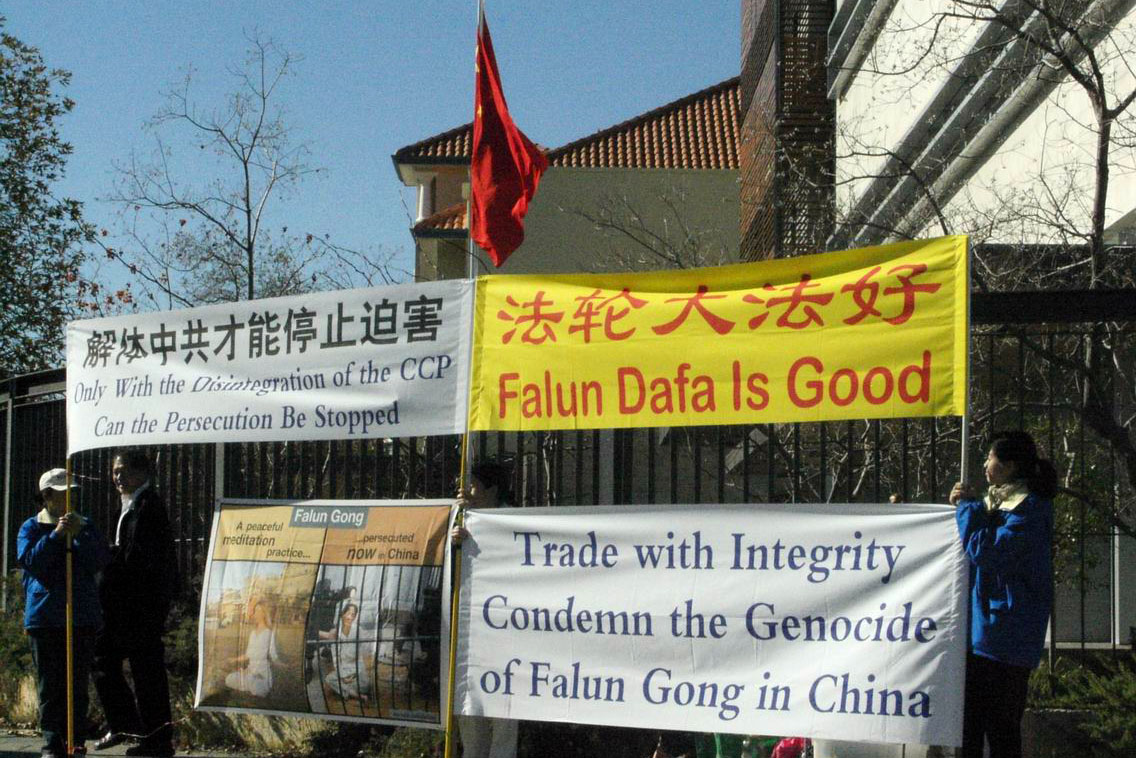 解体中共才能停止迫害
Only With the Disintegration of the CCP
Can the Persecution Be Stopped
法轮大法好
Falun Dafa Is Good
Falun Gong
A peaceful
meditation
practice...
...persecuted
now in China
Trade with Integrity
Condemn the Genocide
of Falun Gong in China